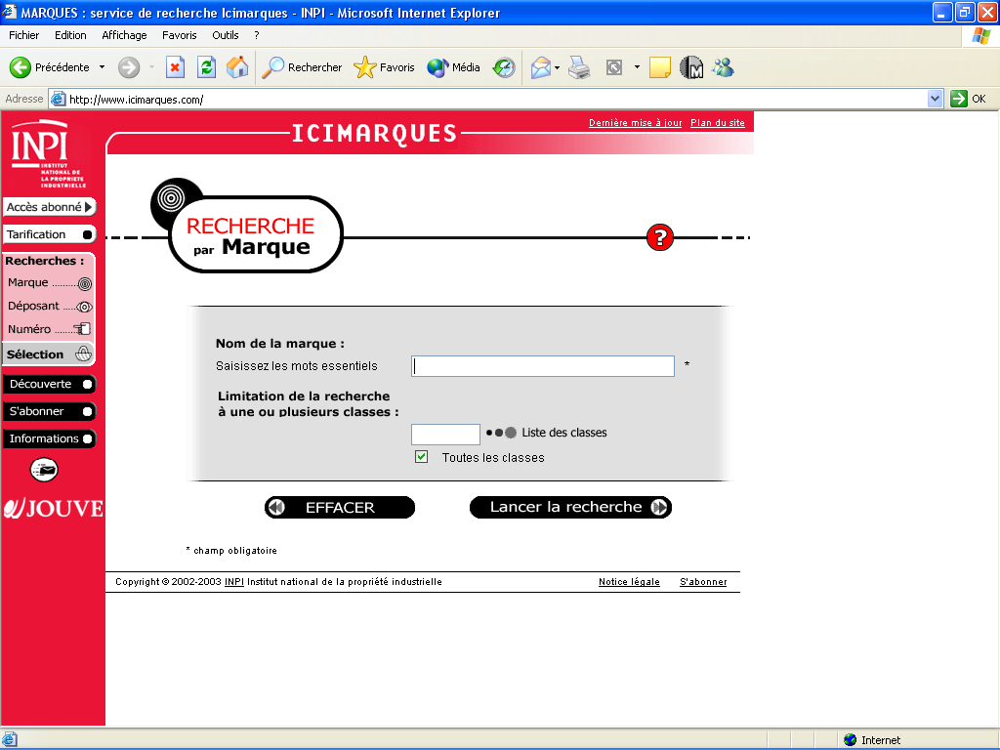 MARQUES : service de recherche Icimarques - INPI - Microsoft Internet Explorer
Fichier Edition Affichage Favoris Outils ?
Précédente Rechercher Favoris Média
Adresse http://www.icimarques.com/ OK
INPI
INSTITUT
NATIONAL DE
LA PROPRIETE
INDUSTRIELLE
ICIMARQUES
Dernière mise à jour Plan du site
Accès abonné
Tarification
Recherches :
Marque ..........
Déposant .....
Numéro .......
Sélection
Découverte
S'abonner
Informations
JOUVE
RECHERCHE
par Marque
?
Nom de la marque :
Saisissez les mots essentiels *
Limitation de la recherche
à une ou plusieurs classes :
Liste des classes
Toutes les classes
EFFACER Lancer la recherche
* champ obligatoire
Copyright © 2002-2003 INPI Institut national de la propriété industrielle Notice légale S'abonner
Internet